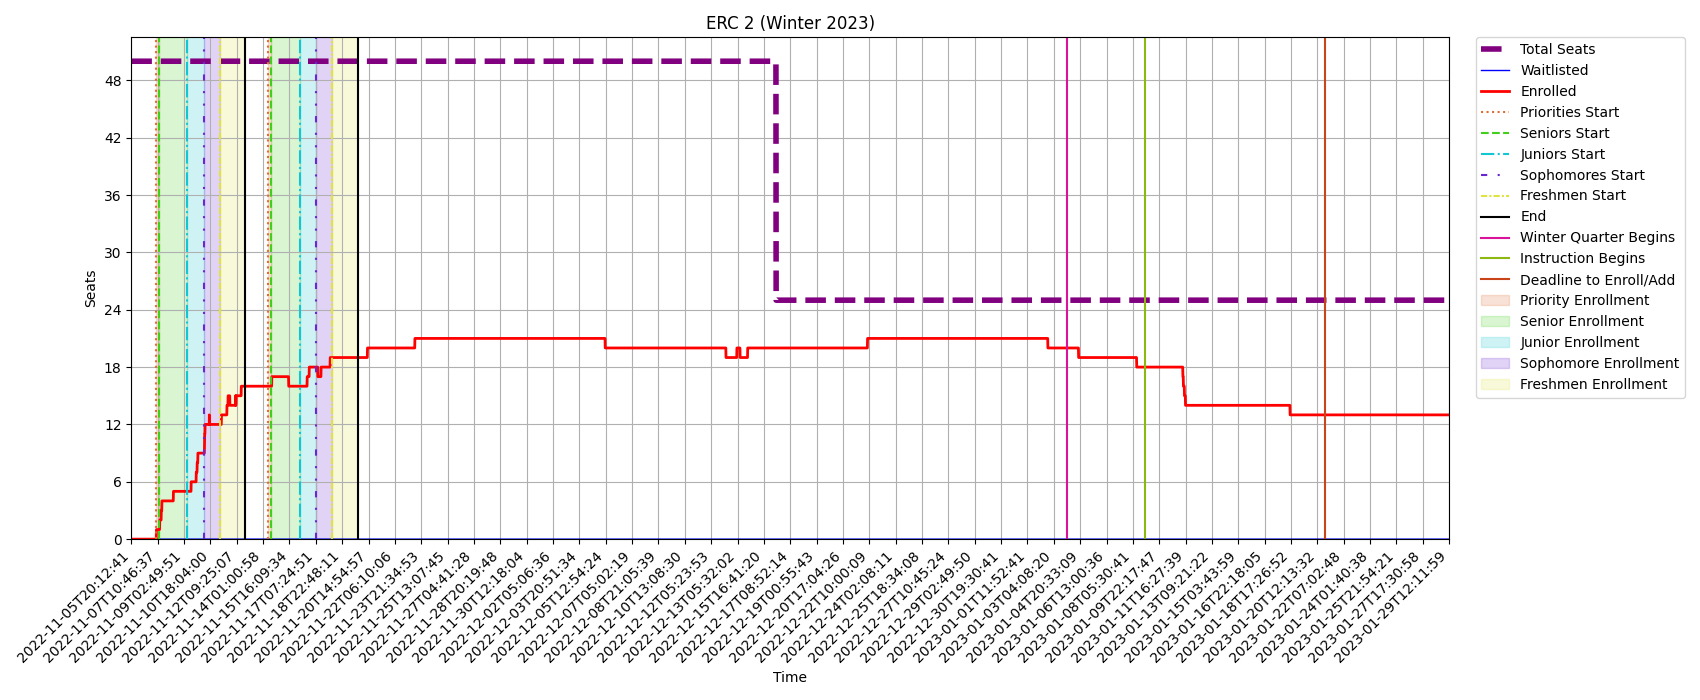 ERC 2 (Winter 2023)
Seats
48
42
36
30
24
18
12
6
0
2022-11-05T20:12:41
2022-11-07T10:46:37
2022-11-09T02:49:51
2022-11-10T18:04:00
2022-11-12T09:25:07
2022-11-14T01:00:58
2022-11-15T16:09:34
2022-11-17T07:24:51
2022-11-18T22:48:11
2022-11-20T14:54:57
2022-11-22T06:10:06
2022-11-23T21:34:53
2022-11-25T13:07:45
2022-11-27T04:41:28
2022-11-28T20:19:48
2022-11-30T12:18:04
2022-12-02T05:06:36
2022-12-03T20:51:34
2022-12-05T12:54:24
2022-12-07T05:02:19
2022-12-08T21:05:39
2022-12-10T13:08:30
2022-12-12T05:23:53
2022-12-13T05:32:02
2022-12-15T16:41:20
2022-12-17T08:52:14
2022-12-19T00:55:43
2022-12-20T17:04:26
2022-12-22T10:00:09
2022-12-24T02:08:11
2022-12-25T18:34:08
2022-12-27T10:45:24
2022-12-29T02:49:50
2022-12-30T19:30:41
2023-01-01T11:52:41
2023-01-03T04:08:20
2023-01-04T20:33:09
2023-01-06T13:00:36
2023-01-08T05:30:41
2023-01-09T22:17:47
2023-01-11T16:27:39
2023-01-13T09:21:22
2023-01-15T03:43:59
2023-01-16T22:18:05
2023-01-18T17:26:52
2023-01-20T12:13:32
2023-01-22T07:02:48
2023-01-24T01:40:38
2023-01-25T21:54:21
2023-01-27T17:30:58
2023-01-29T12:11:59
Time
Total Seats
Waitlisted
Enrolled
Priorities Start
Seniors Start
Juniors Start
Sophomores Start
Freshmen Start
End
Winter Quarter Begins
Instruction Begins
Deadline to Enroll/Add
Priority Enrollment
Senior Enrollment
Junior Enrollment
Sophomore Enrollment
Freshmen Enrollment